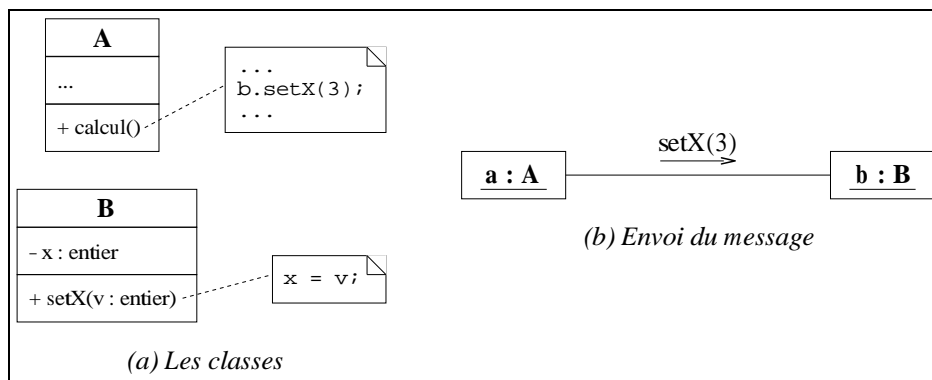 A
...
+ calcul()
...
b.setX(3);
...
B
- x : entier
+ setX(v : entier)
x = v;
(a) Les classes
setX(3)
a : A
b : B
(b) Envoi du message